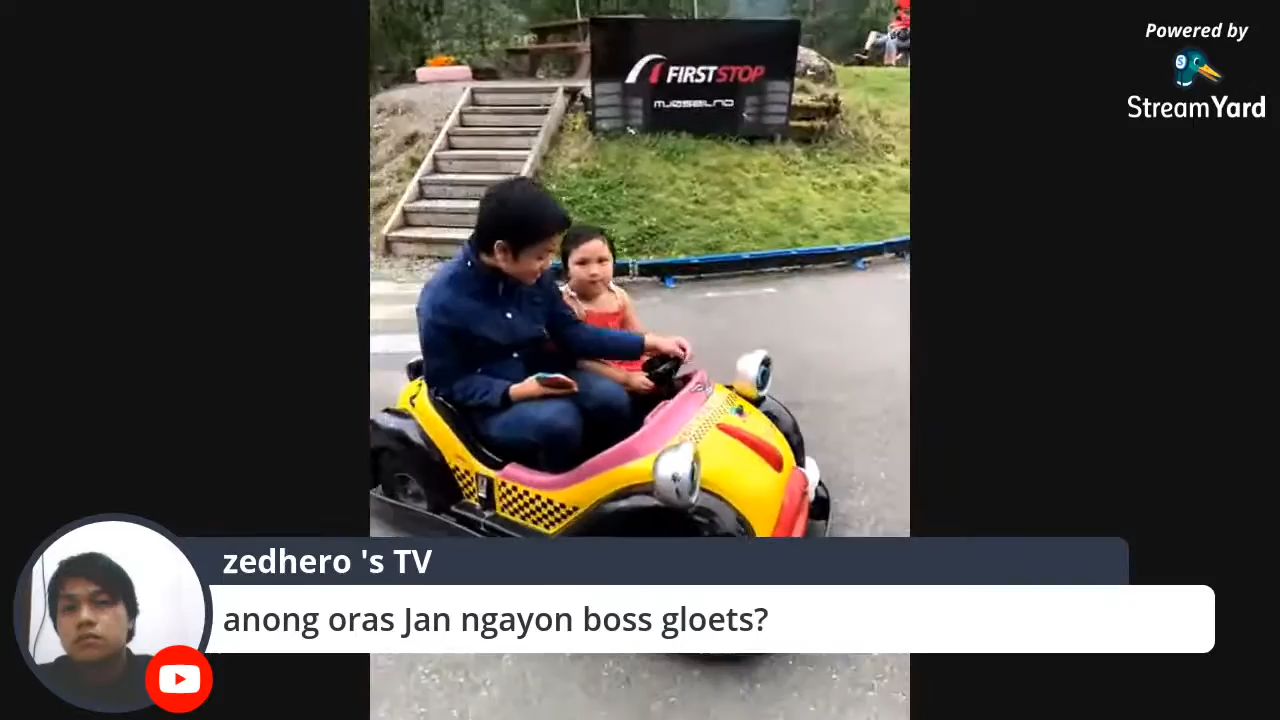 Powered by
StreamYard
FIRSTSTOP
zedhero 's TV
anong oras Jan ngayon boss gloets?